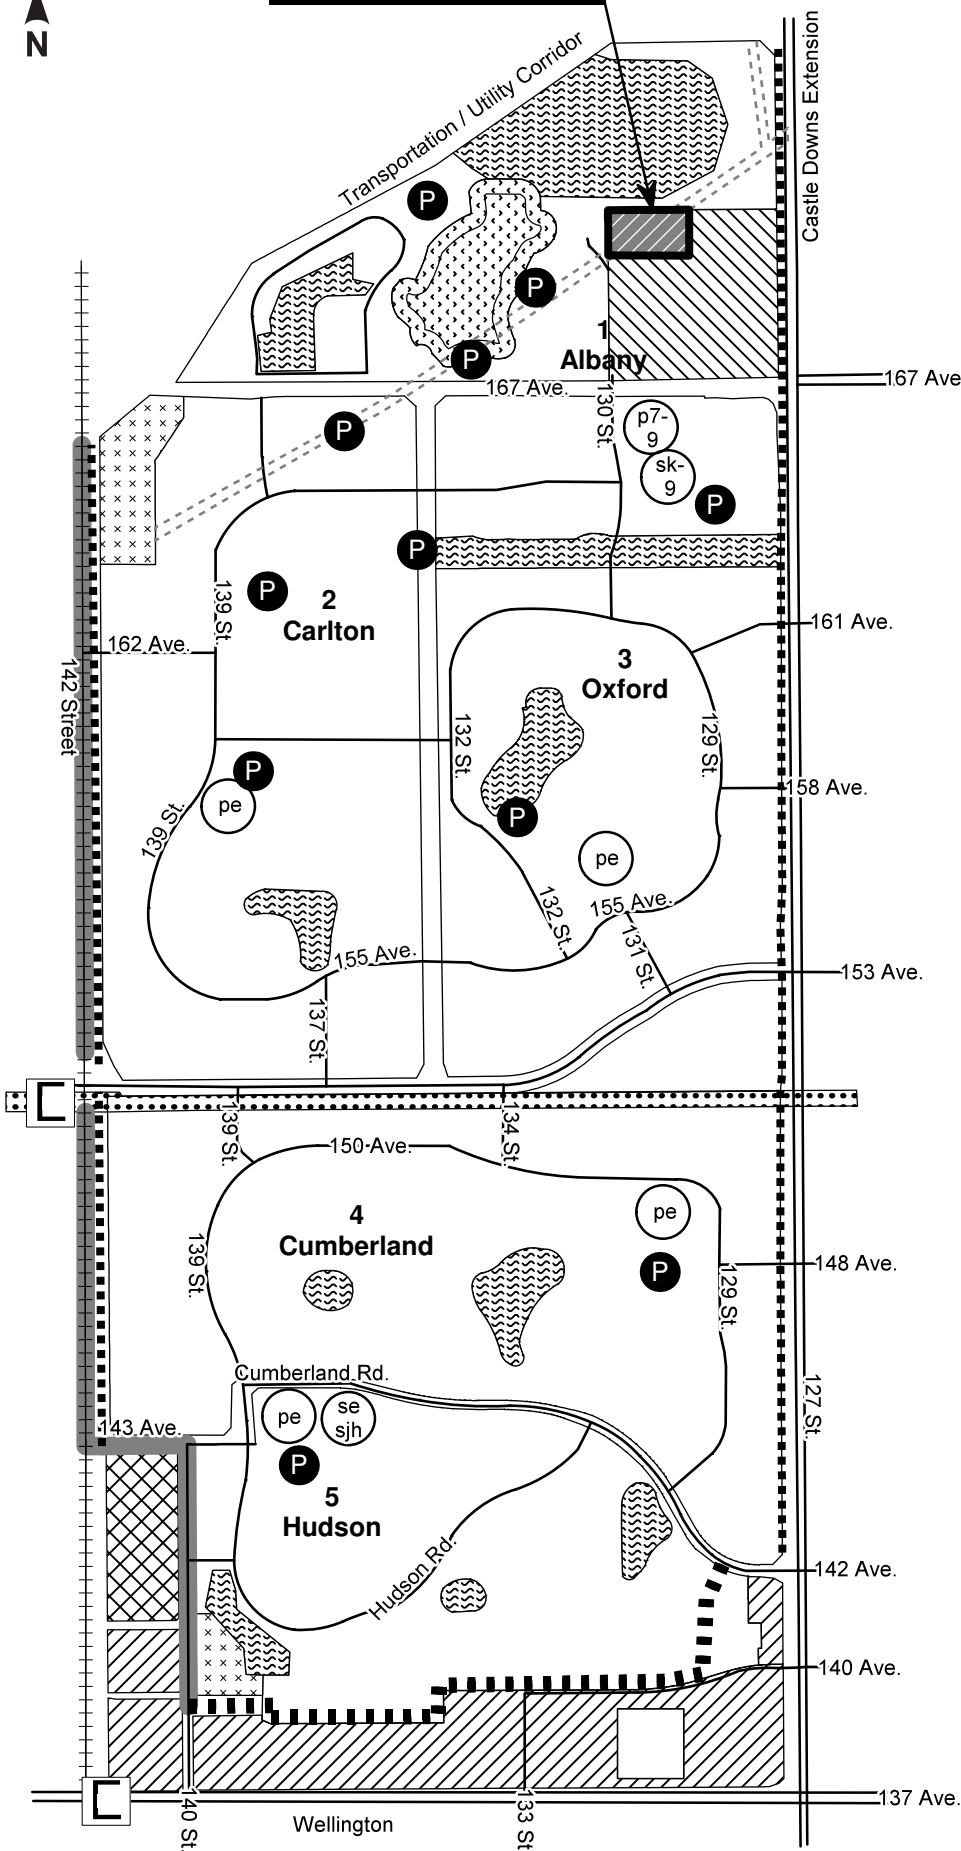 N
Castle Downs Extension
Transportation / Utility Corridor
P
P
1
Albany
P
167 Ave.
167 Ave
130 St.
p7-
9
P
sk-
9
P
P
139 St.
P
2
Carlton
161 Ave.
162 Ave.
3
Oxford
142 Street
132 St.
129 St.
P
158 Ave.
pe
P
139 St.
pe
155 Ave.
132 St.
131 St.
155 Ave.
153 Ave.
137 St.
139 St.
134 St.
150 Ave.
pe
4
Cumberland
139 St.
P
148 Ave.
129 St.
Cumberland Rd.
127 St.
pe
se
sjh
143 Ave.
P
5
Hudson
Hudson Rd.
142 Ave.
140 Ave.
140 St.
133 St
137 Ave.
Wellington